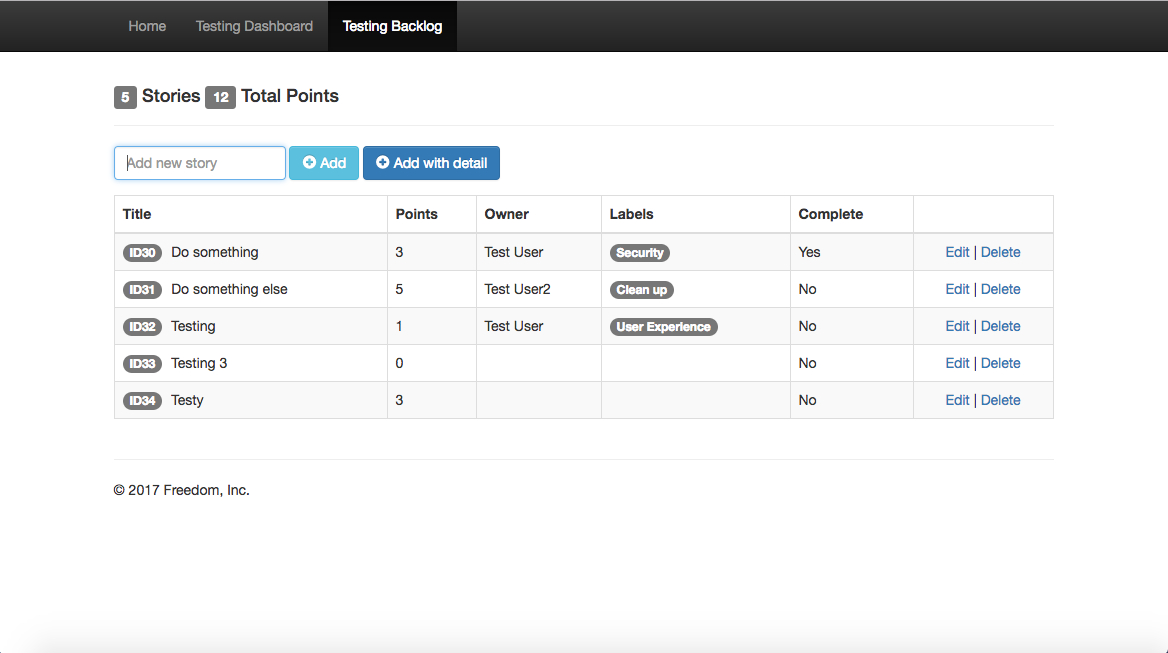 Home Testing Dashboard Testing Backlog
5 Stories 12 Total Points
Add new story Add Add with detail
Title Points Owner Labels Complete
ID30 Do something 3 Test User Security Yes Edit | Delete
ID31 Do something else 5 Test User2 Clean up No Edit | Delete
ID32 Testing 1 Test User User Experience No Edit | Delete
ID33 Testing 3 0 No Edit | Delete
ID34 Testy 3 No Edit | Delete
© 2017 Freedom, Inc.